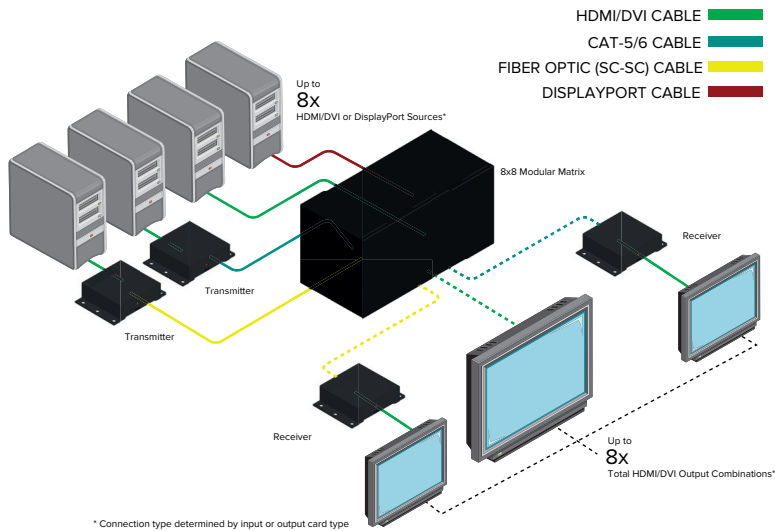 HDMI/DVI CABLE
CAT-5/6 CABLE
FIBER OPTIC (SC-SC) CABLE
DISPLAYPORT CABLE
Up to
8x
HDMI/DVI or DisplayPort Sources*
8x8 Modular Matrix
Receiver
Transmitter
Transmitter
Receiver
Up to
8x
Total HDMI/DVI Output Combinations*
* Connection type determined by input or output card type